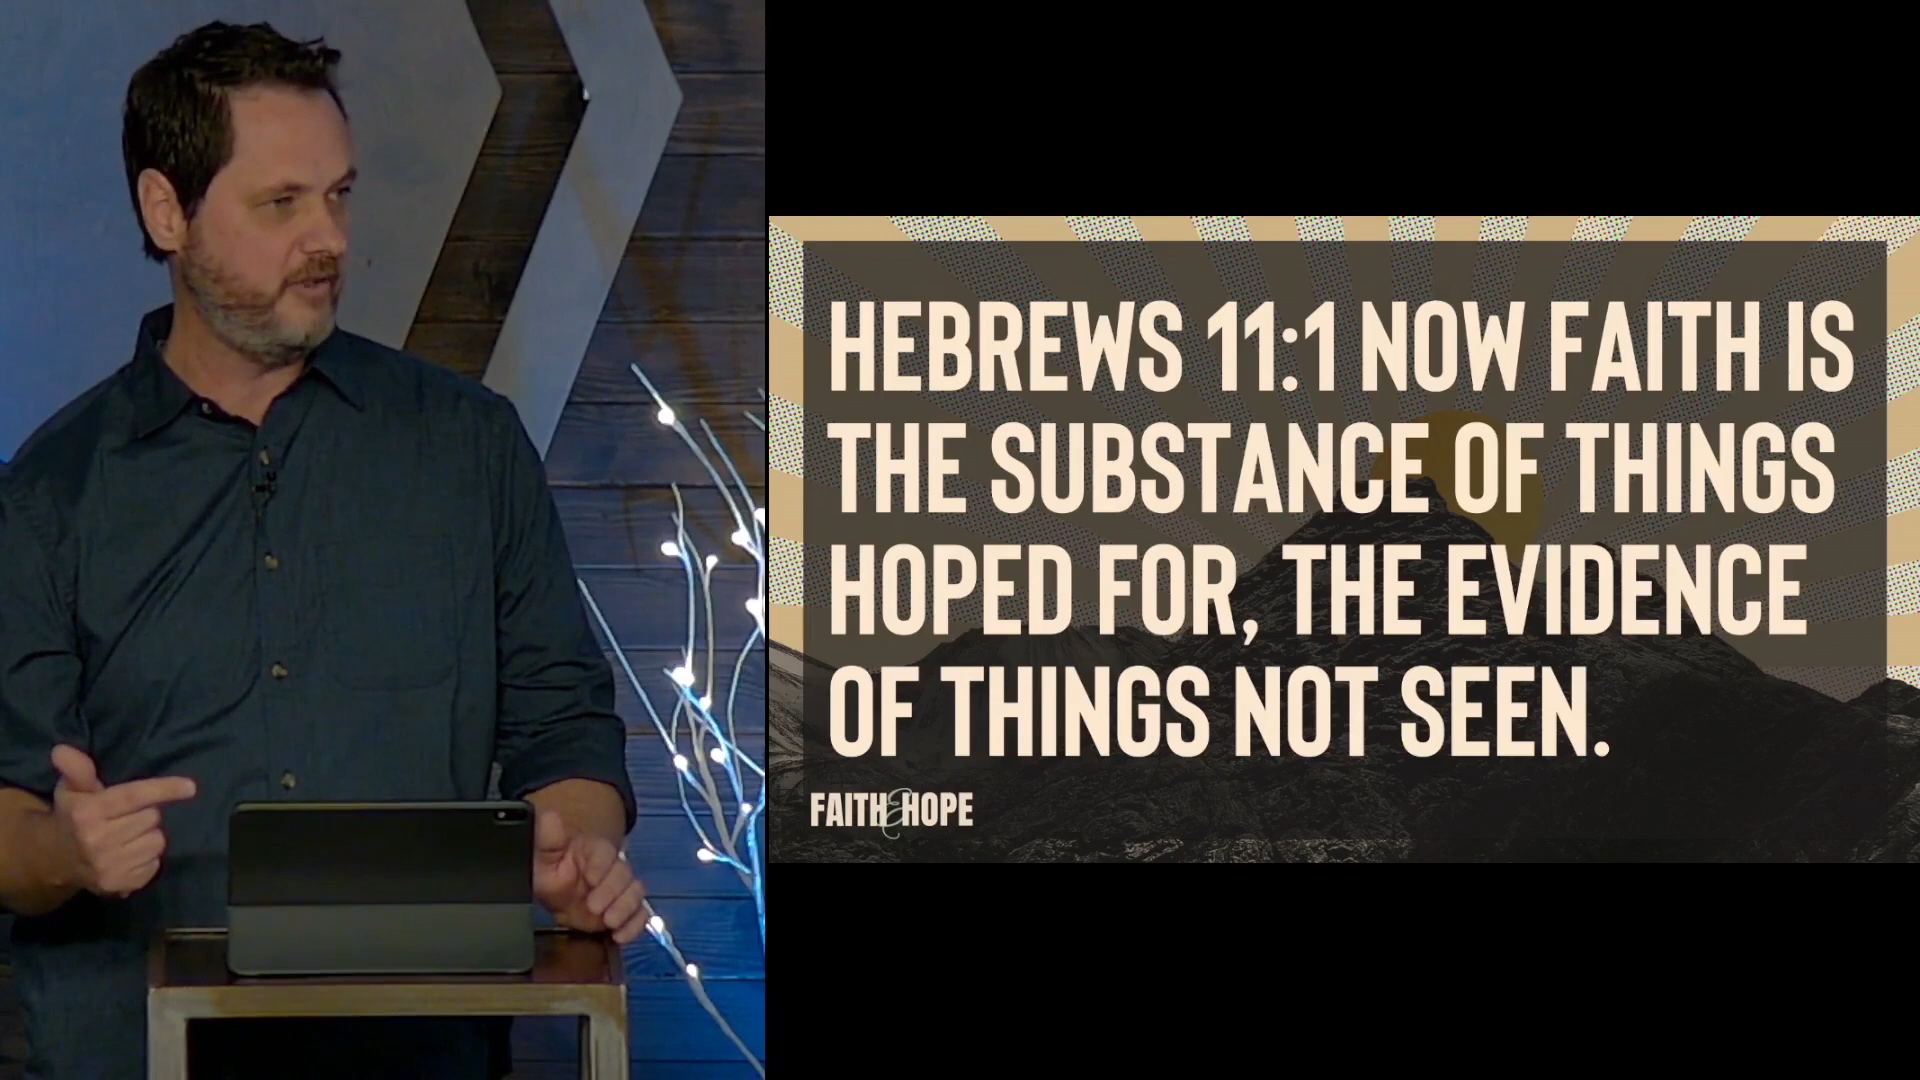 HEBREWS 11:1 NOW FAITH IS
THE SUBSTANCE OF THINGS
HOPED FOR, THE EVIDENCE
OF THINGS NOT SEEN.
FAITH & HOPE